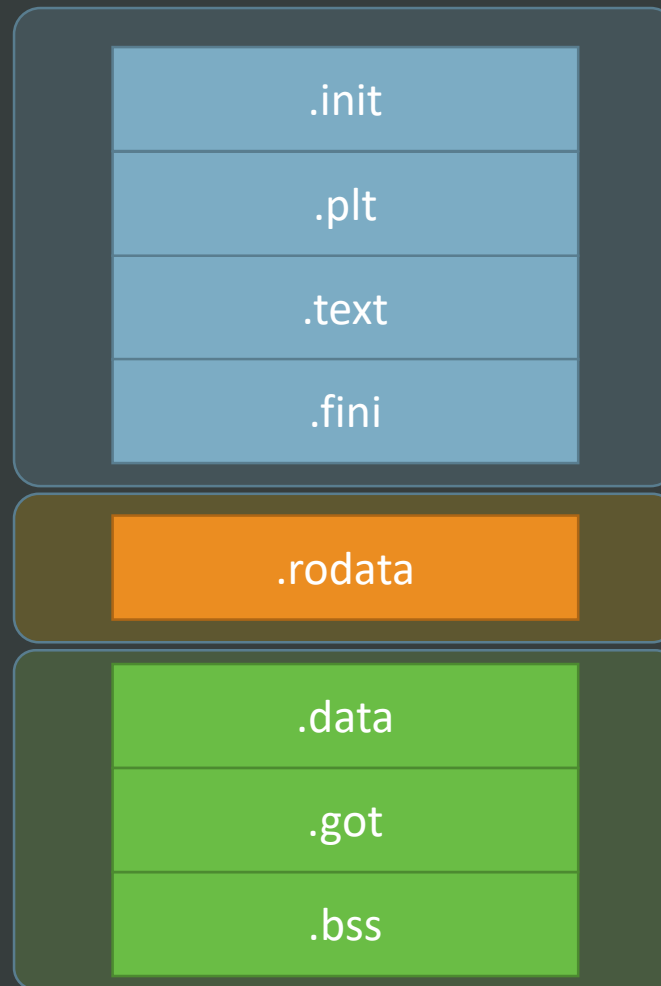 .init
.plt
.text
.fini
.rodata
.data
.got
.bss